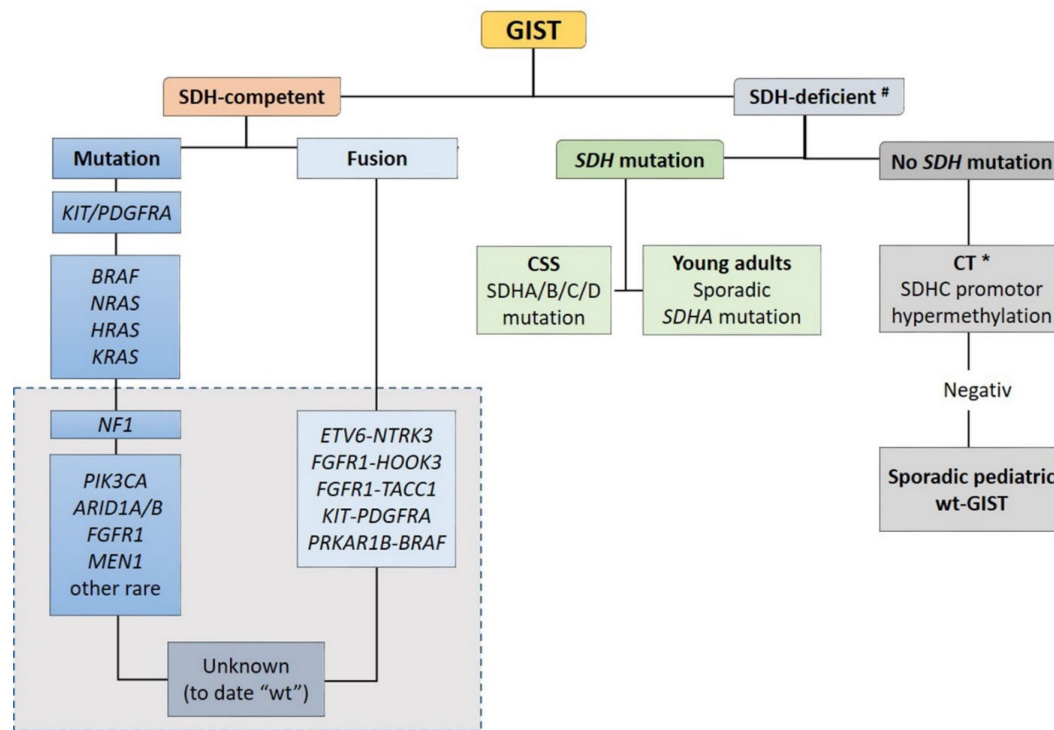 GIST
SDH-competent
SDH-deficient #
Mutation
Fusion
SDH mutation
No SDH mutation
KIT/PDGFRA
BRAF
NRAS
HRAS
KRAS
CSS
SDHA/B/C/D
mutation
Young adults
Sporadic
SDHA mutation
CT *
SDHC promotor
hypermethylation
Negativ
NF1
PIK3CA
ARID1A/B
FGFR1
MEN1
other rare
ETV6-NTRK3
FGFR1-HOOK3
FGFR1-TACC1
KIT-PDGFRA
PRKAR1B-BRAF
Sporadic pediatric
wt-GIST
Unknown
(to date “wt”)